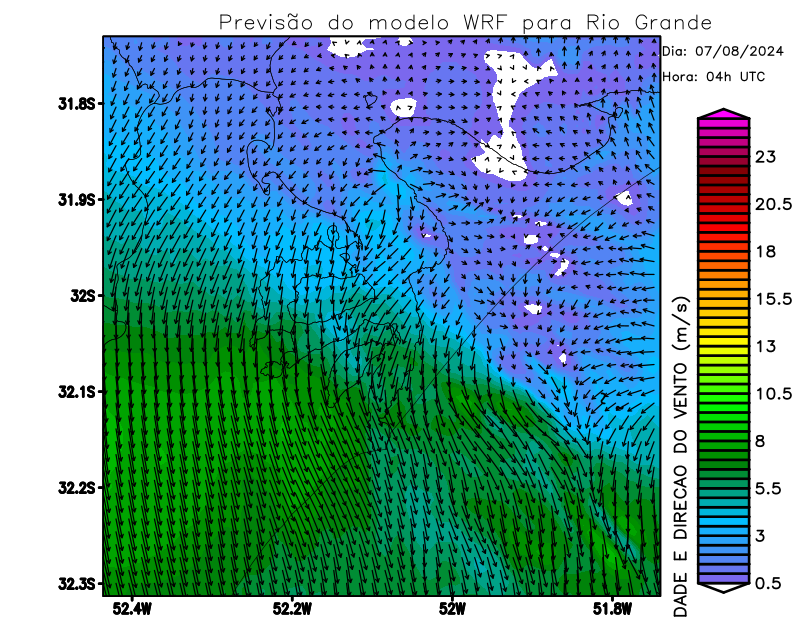 Previsão do modelo WRF para Rio Grande
Dia: 07/08/2024
Hora: 04h UTC
31.8S
31.9S
32S
32.1S
32.2S
32.3S
52.4W
52.2W
52W
51.8W
23
20.5
18
15.5
13
10.5
8
5.5
3
0.5
DADE E DIRECAO DO VENTO (m/s)